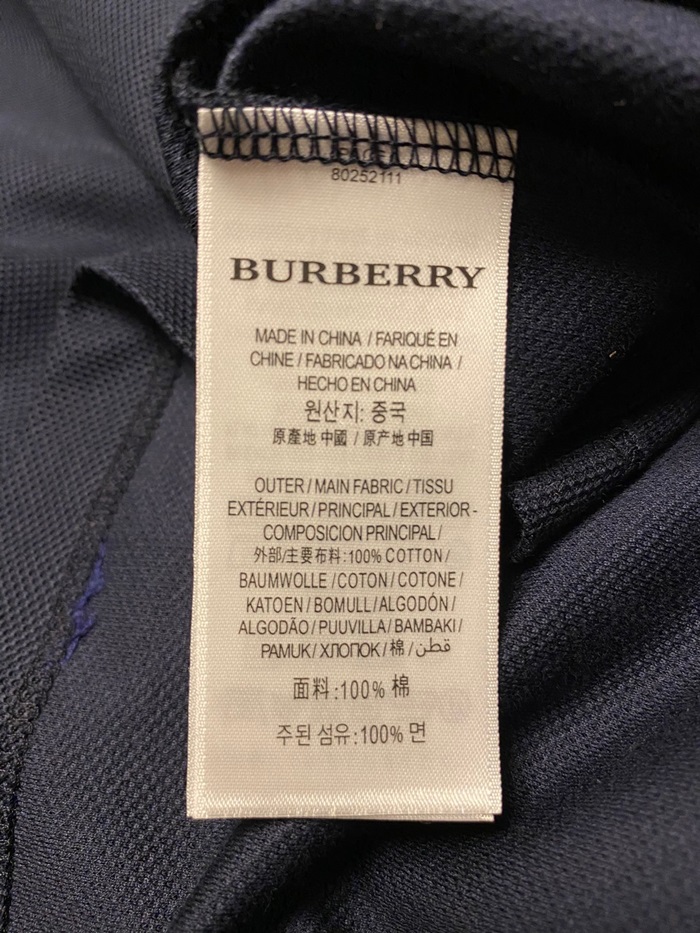 80252111
BURBERRY
MADE IN CHINA / FARIQUÉ EN
CHINE / FABRICADO NA CHINA /
HECHO EN CHINA
원산지: 중국
原產地 中國 / 原产地 中国
OUTER / MAIN FABRIC / TISSU
EXTÉRIEUR / PRINCIPAL / EXTERIOR -
COMPOSICION PRINCIPAL /
外部/主要布料: 100% COTTON /
BAUMWOLLE / COTON / COTONE /
KATOEN / BOMULL / ALGODÓN /
ALGODÃO / PUUVILLA / BAMBAKI /
PAMUK / ХЛОПОК / 棉 / قطن
面料: 100% 棉
주된 섬유: 100% 면